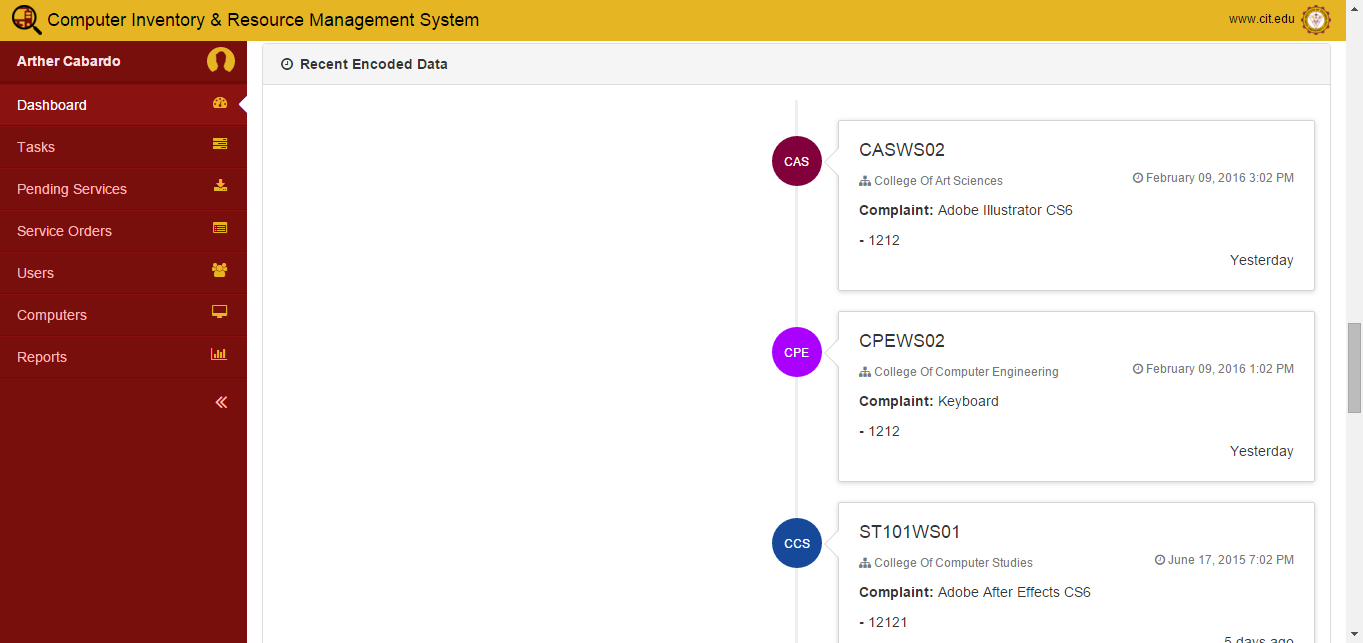 Computer Inventory & Resource Management System
www.cit.edu
Arther Cabardo
Dashboard
Tasks
Pending Services
Service Orders
Users
Computers
Reports
Recent Encoded Data
CAS
CASWS02
College Of Art Sciences
February 09, 2016 3:02 PM
Complaint: Adobe Illustrator CS6
- 1212
Yesterday
CPE
CPEWS02
College Of Computer Engineering
February 09, 2016 1:02 PM
Complaint: Keyboard
- 1212
Yesterday
CCS
ST101WS01
College Of Computer Studies
June 17, 2015 7:02 PM
Complaint: Adobe After Effects CS6
- 12121
5 days ago